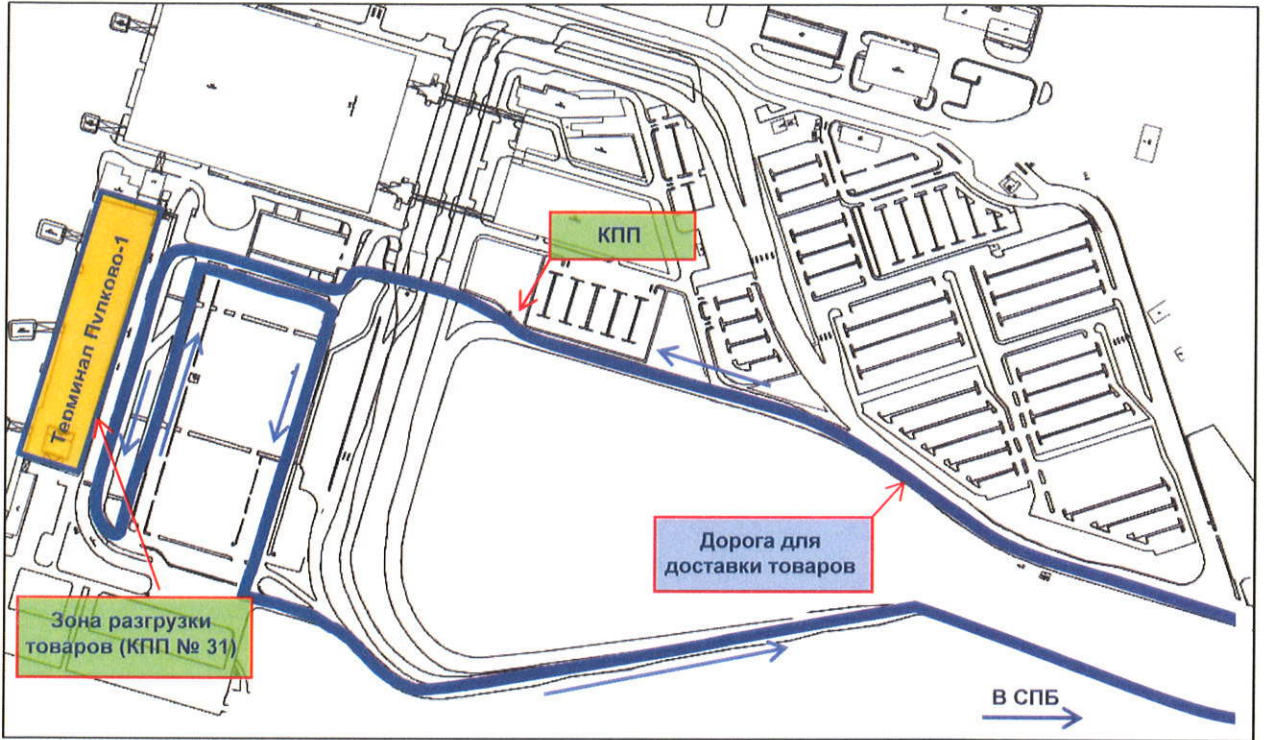 КПП
Терминал Пулково-1
Дорога для
доставки товаров
Зона разгрузки
товаров (КПП № 31)
В СПБ